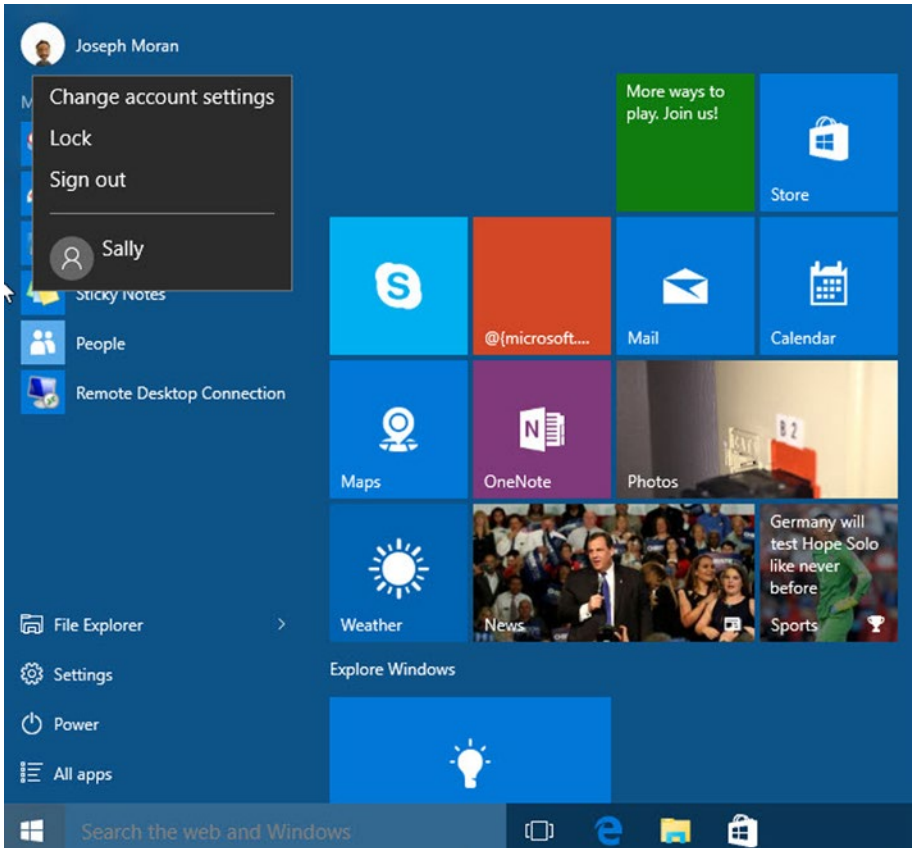 Joseph Moran
M
Change account settings
Lock
Sign out
Sally
Sticky Notes
People
Remote Desktop Connection
File Explorer
Settings
Power
All apps
More ways to
play. Join us!
Store
S
@{microsoft....
Mail
Calendar
Maps
N
OneNote
B 2
Photos
Weather
News
Germany will
test Hope Solo
like never
before
Sports
Explore Windows
Search the web and Windows